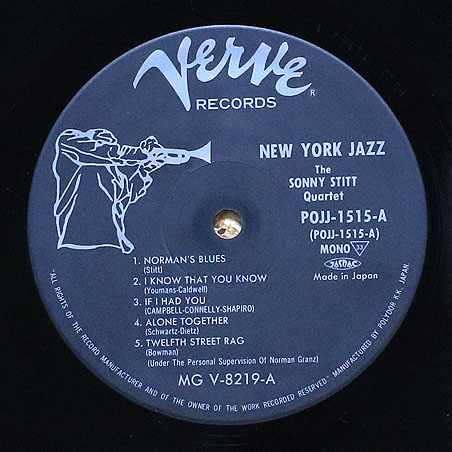 Verve
RECORDS
®
NEW YORK JAZZ
The
SONNY STITT
Quartet
POJJ-1515-A
(POJJ-1515-A)
MONO 33
JASRAC
Made in Japan
1. NORMAN'S BLUES
(Stitt)
2. I KNOW THAT YOU KNOW
(Youmans-Caldwell)
3. IF I HAD YOU
(CAMPBELL-CONNELLY-SHAPIRO)
4. ALONE TOGETHER
(Schwartz-Dietz)
5. TWELFTH STREET RAG
(Bowman)
(Under The Personal Supervision Of Norman Granz)
MG V-8219-A
"ALL RIGHTS OF THE RECORD MANUFACTURER AND OF THE OWNER OF THE WORK RECORDED RESERVED" MANUFACTURED BY POLYDOR K.K. JAPAN.